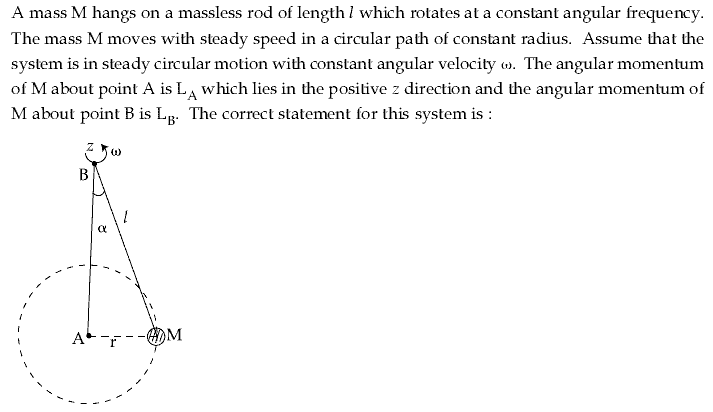 A mass M hangs on a massless rod of length l which rotates at a constant angular frequency.
The mass M moves with steady speed in a circular path of constant radius. Assume that the
system is in steady circular motion with constant angular velocity ω. The angular momentum
of M about point A is L_A which lies in the positive z direction and the angular momentum of
M about point B is L_B. The correct statement for this system is :
z ω
B
l
α
A r M